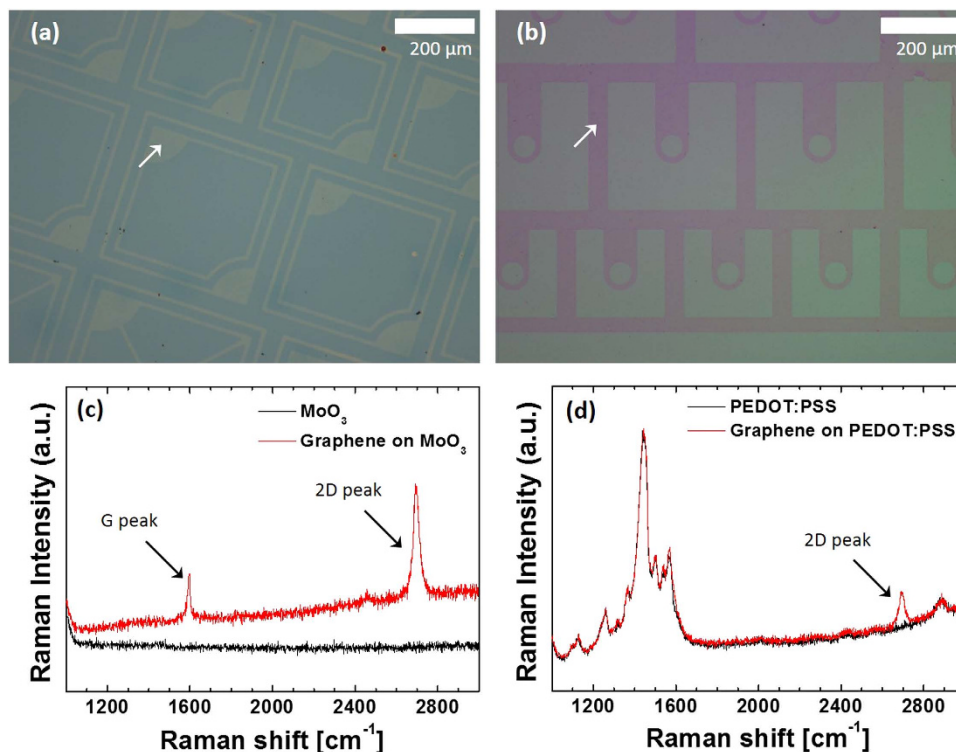 (a)
200 μm
(b)
200 μm
(c)
MoO₃
Graphene on MoO₃
G peak
2D peak
Raman Intensity (a.u.)
1200 1600 2000 2400 2800
Raman shift [cm⁻¹]
(d)
PEDOT:PSS
Graphene on PEDOT:PSS
2D peak
Raman Intensity (a.u.)
1200 1600 2000 2400 2800
Raman shift [cm⁻¹]